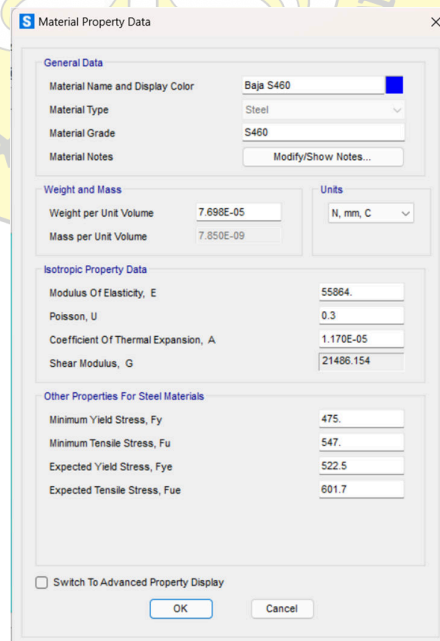 S Material Property Data
General Data
Material Name and Display Color Baja S460
Material Type Steel
Material Grade S460
Material Notes Modify/Show Notes...
Weight and Mass
Weight per Unit Volume 7.698E-05
Mass per Unit Volume 7.850E-09
Units
N, mm, C
Isotropic Property Data
Modulus Of Elasticity, E 55864.
Poisson, U 0.3
Coefficient Of Thermal Expansion, A 1.170E-05
Shear Modulus, G 21486.154
Other Properties For Steel Materials
Minimum Yield Stress, Fy 475.
Minimum Tensile Stress, Fu 547.
Expected Yield Stress, Fye 522.5
Expected Tensile Stress, Fue 601.7
Switch To Advanced Property Display
OK Cancel